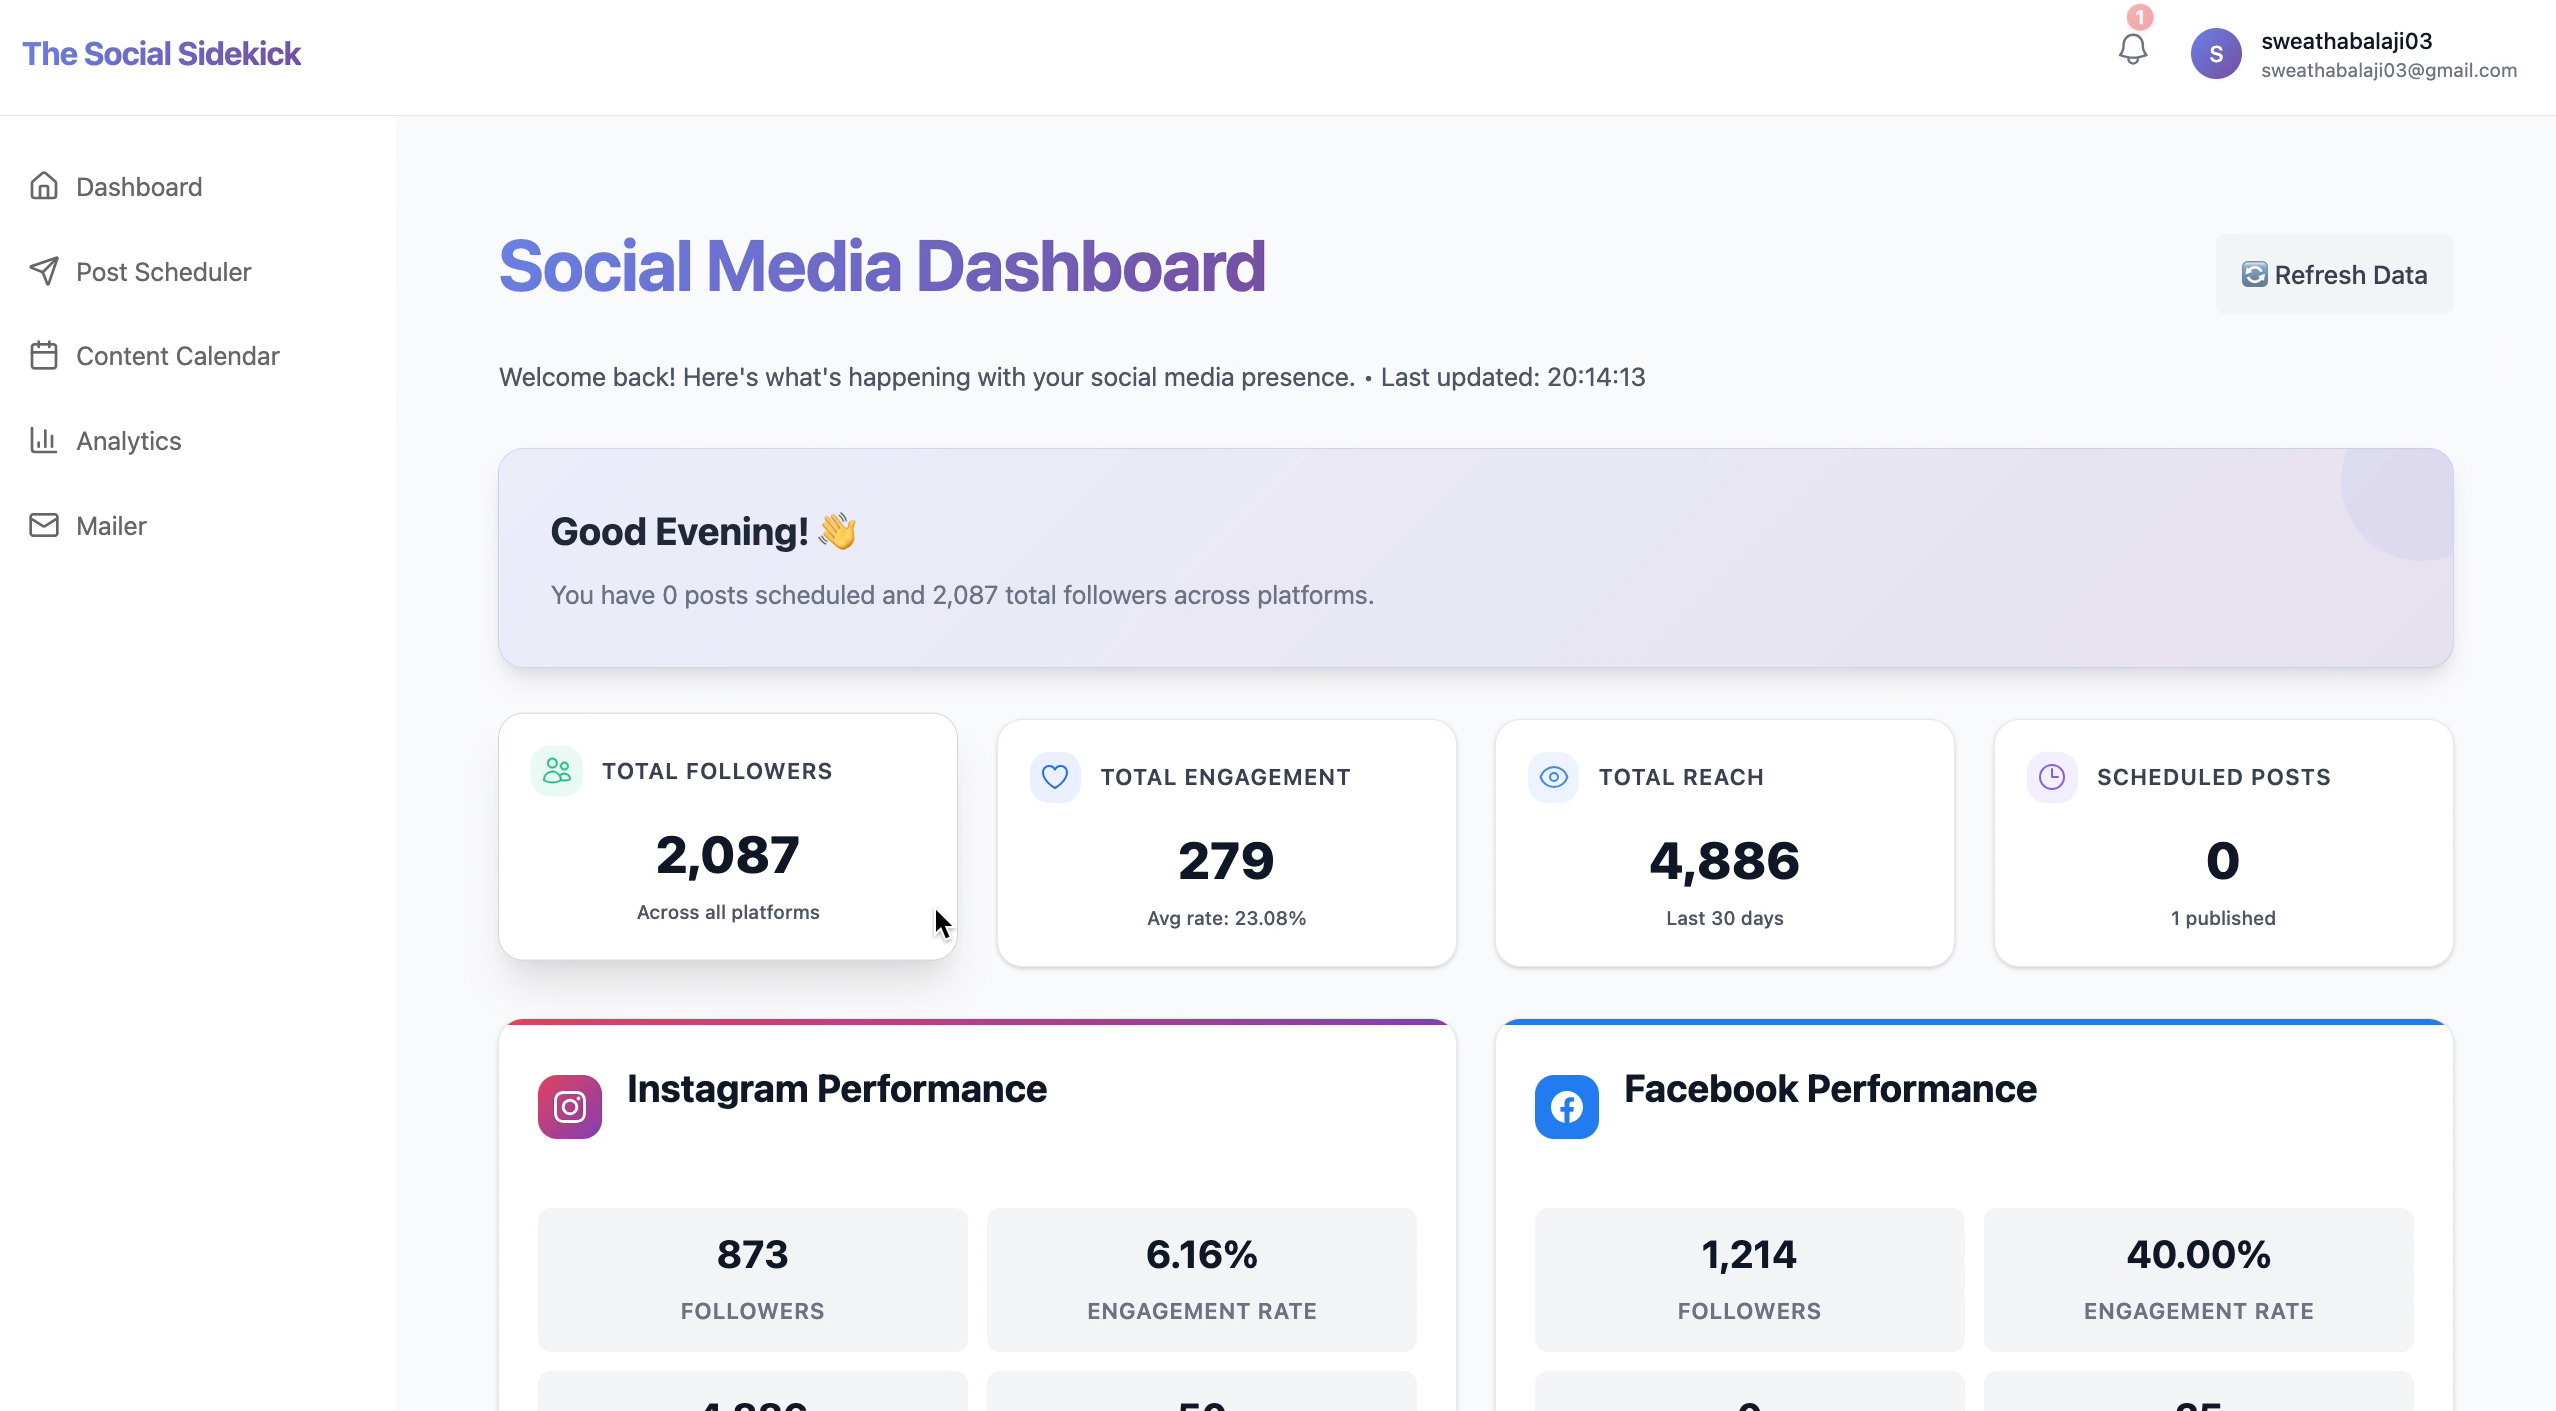 The Social Sidekick
1
S
sweathabalaji03
sweathabalaji03@gmail.com
Dashboard
Post Scheduler
Content Calendar
Analytics
Mailer
Social Media Dashboard
Refresh Data
Welcome back! Here's what's happening with your social media presence. • Last updated: 20:14:13
Good Evening! 👋
You have 0 posts scheduled and 2,087 total followers across platforms.
TOTAL FOLLOWERS
2,087
Across all platforms
TOTAL ENGAGEMENT
279
Avg rate: 23.08%
TOTAL REACH
4,886
Last 30 days
SCHEDULED POSTS
0
1 published
Instagram Performance
873
FOLLOWERS
6.16%
ENGAGEMENT RATE
Facebook Performance
1,214
FOLLOWERS
40.00%
ENGAGEMENT RATE